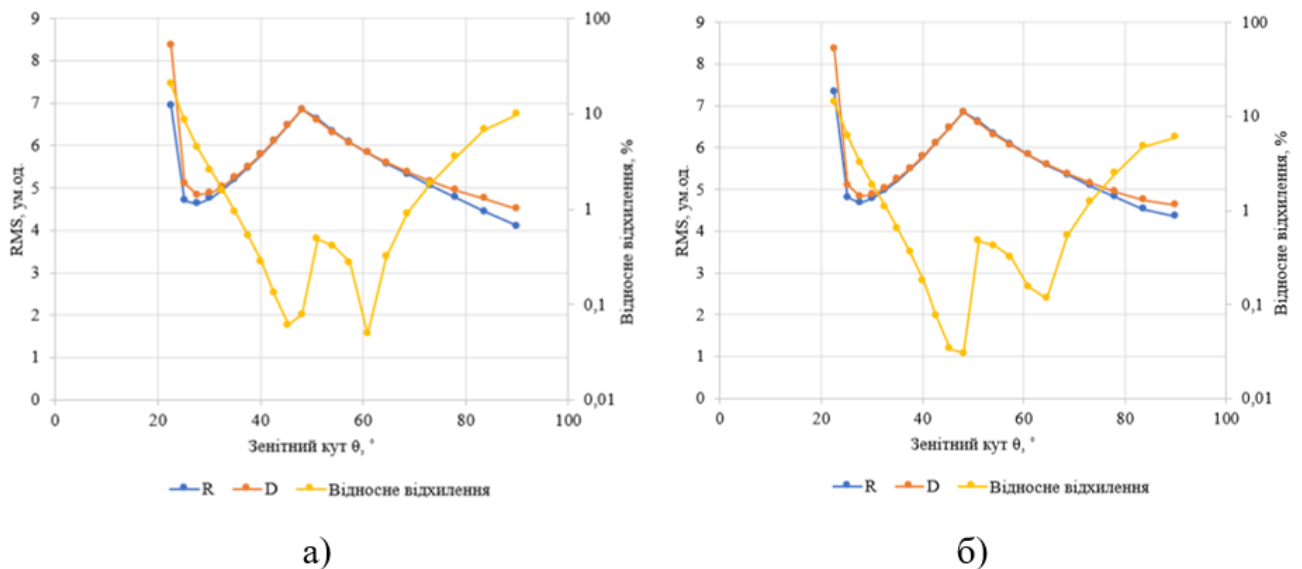 9
8
7
6
5
4
3
2
1
0
RMS, ум.од.
100
10
1
0,1
0,01
Відносне відхилення, %
0 20 40 60 80 100
Зенітний кут θ, °
R D Відносне відхилення
а)
9
8
7
6
5
4
3
2
1
0
RMS, ум.од.
100
10
1
0,1
0,01
Відносне відхилення, %
0 20 40 60 80 100
Зенітний кут θ, °
R D Відносне відхилення
б)